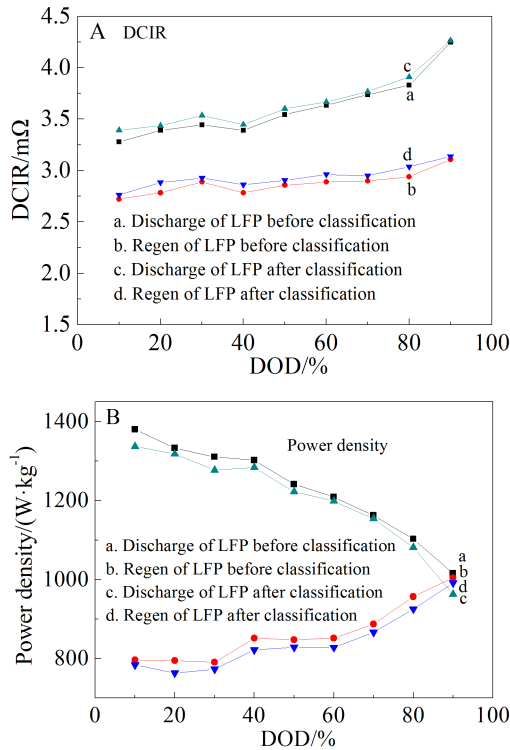 A DCIR
4.5
4.0
3.5
3.0
2.5
2.0
1.5
DCIR/mΩ
c
a
d
b
a. Discharge of LFP before classification
b. Regen of LFP before classification
c. Discharge of LFP after classification
d. Regen of LFP after classification
0 20 40 60 80 100
DOD/%
B
Power density
1400
1200
1000
800
Power density/(W·kg⁻¹)
a. Discharge of LFP before classification
b. Regen of LFP before classification
c. Discharge of LFP after classification
d. Regen of LFP after classification
a
b
d
c
0 20 40 60 80 100
DOD/%